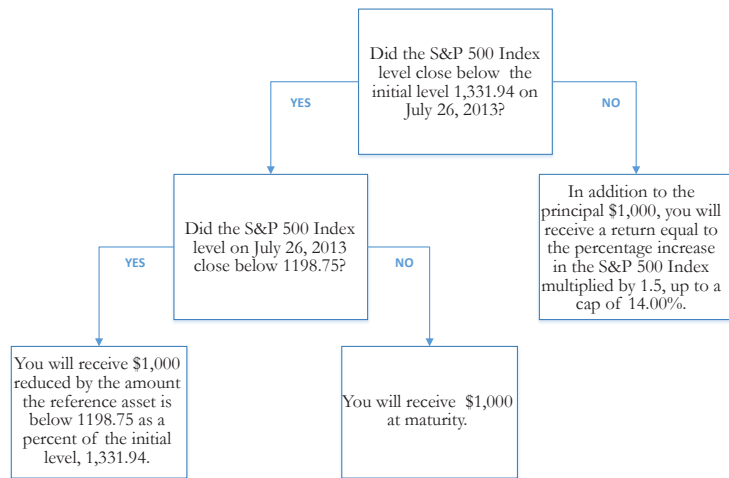 Did the S&P 500 Index
level close below the
initial level 1,331.94 on
July 26, 2013?
YES
NO
Did the S&P 500 Index
level on July 26, 2013
close below 1198.75?
In addition to the
principal $1,000, you will
receive a return equal to
the percentage increase
in the S&P 500 Index
multiplied by 1.5, up to a
cap of 14.00%.
YES
NO
You will receive $1,000
reduced by the amount
the reference asset is
below 1198.75 as a
percent of the initial
level, 1,331.94.
You will receive $1,000
at maturity.